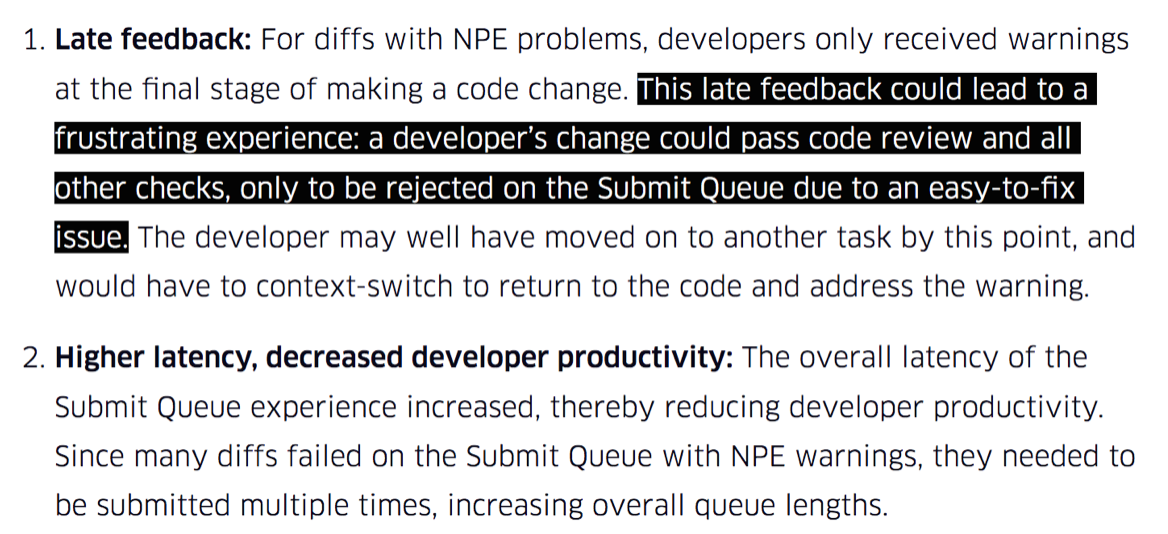 1. Late feedback: For diffs with NPE problems, developers only received warnings
at the final stage of making a code change. This late feedback could lead to a
frustrating experience: a developer’s change could pass code review and all
other checks, only to be rejected on the Submit Queue due to an easy-to-fix
issue. The developer may well have moved on to another task by this point, and
would have to context-switch to return to the code and address the warning.
2. Higher latency, decreased developer productivity: The overall latency of the
Submit Queue experience increased, thereby reducing developer productivity.
Since many diffs failed on the Submit Queue with NPE warnings, they needed to
be submitted multiple times, increasing overall queue lengths.